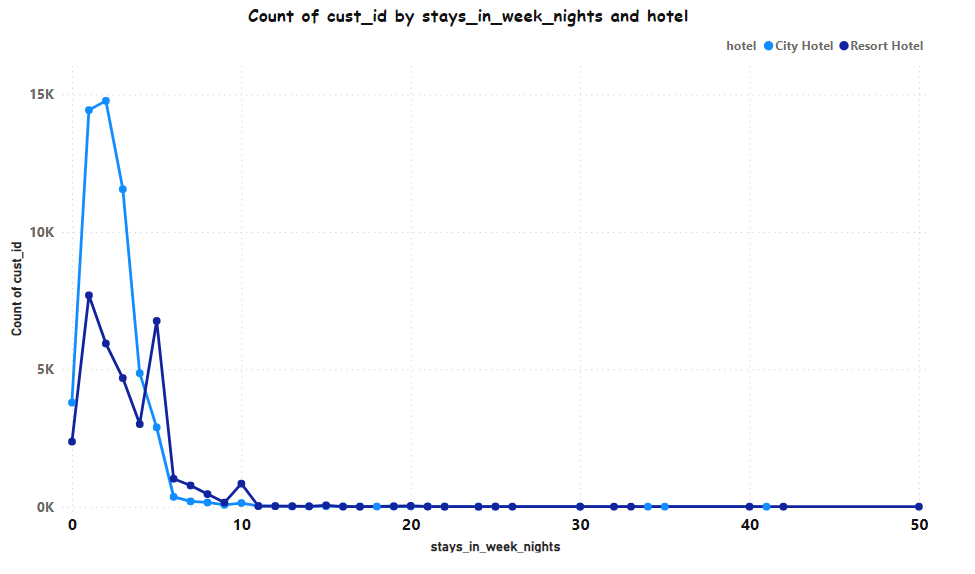 Count of cust_id by stays_in_week_nights and hotel
hotel City Hotel Resort Hotel
15K
10K
5K
0K
Count of cust_id
0 10 20 30 40 50
stays_in_week_nights